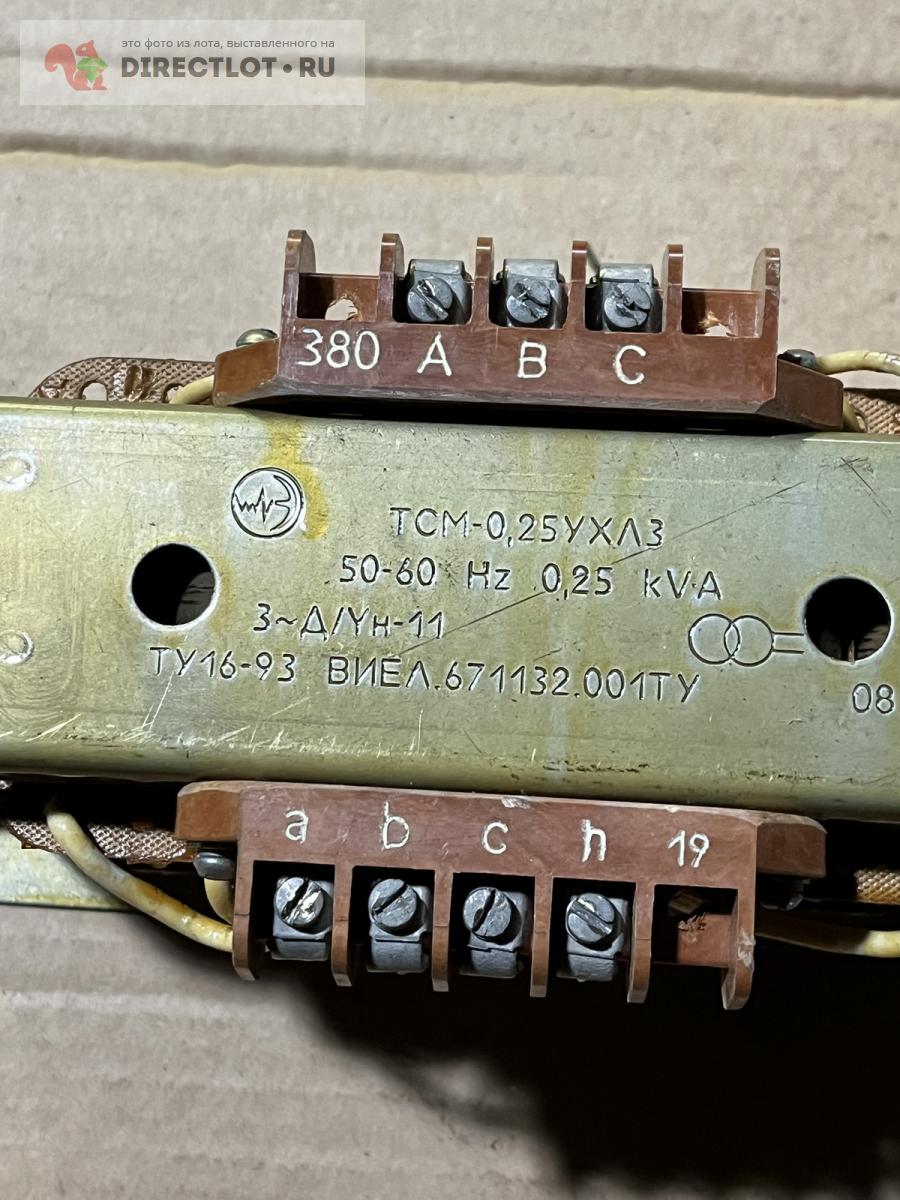 это фото из лота, выставленного на
DIRECTLOT•RU
380 A B C
ТСМ-0,25УХЛ3
50-60 Hz 0,25 kV·A
3~Д/Yн-11
ТУ16-93 ВИЕЛ.671132.001ТУ
08
a b c n 19